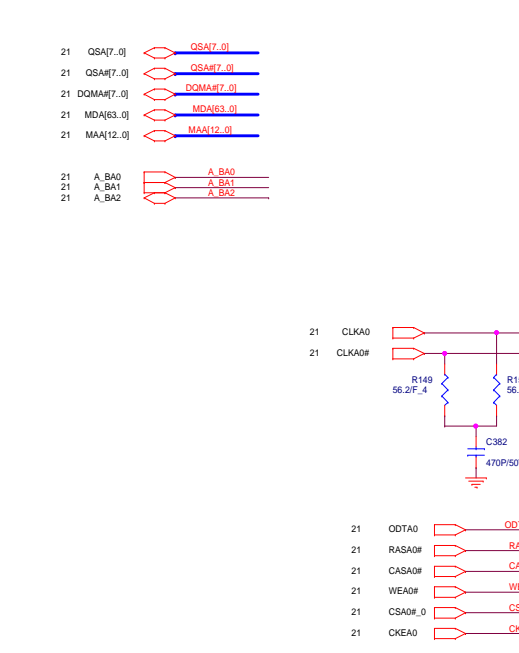 21 QSA[7..0] QSA[7..0]
21 QSA#[7..0] QSA#[7..0]
21 DQMA#[7..0] DQMA#[7..0]
21 MDA[63..0] MDA[63..0]
21 MAA[12..0] MAA[12..0]
21 A_BA0 A_BA0
21 A_BA1 A_BA1
21 A_BA2 A_BA2
21 CLKA0
21 CLKA0#
R149
56.2/F_4
C382
21 ODTA0
21 RASA0#
21 CASA0#
21 WEA0#
21 CSA0#_0
21 CKEA0